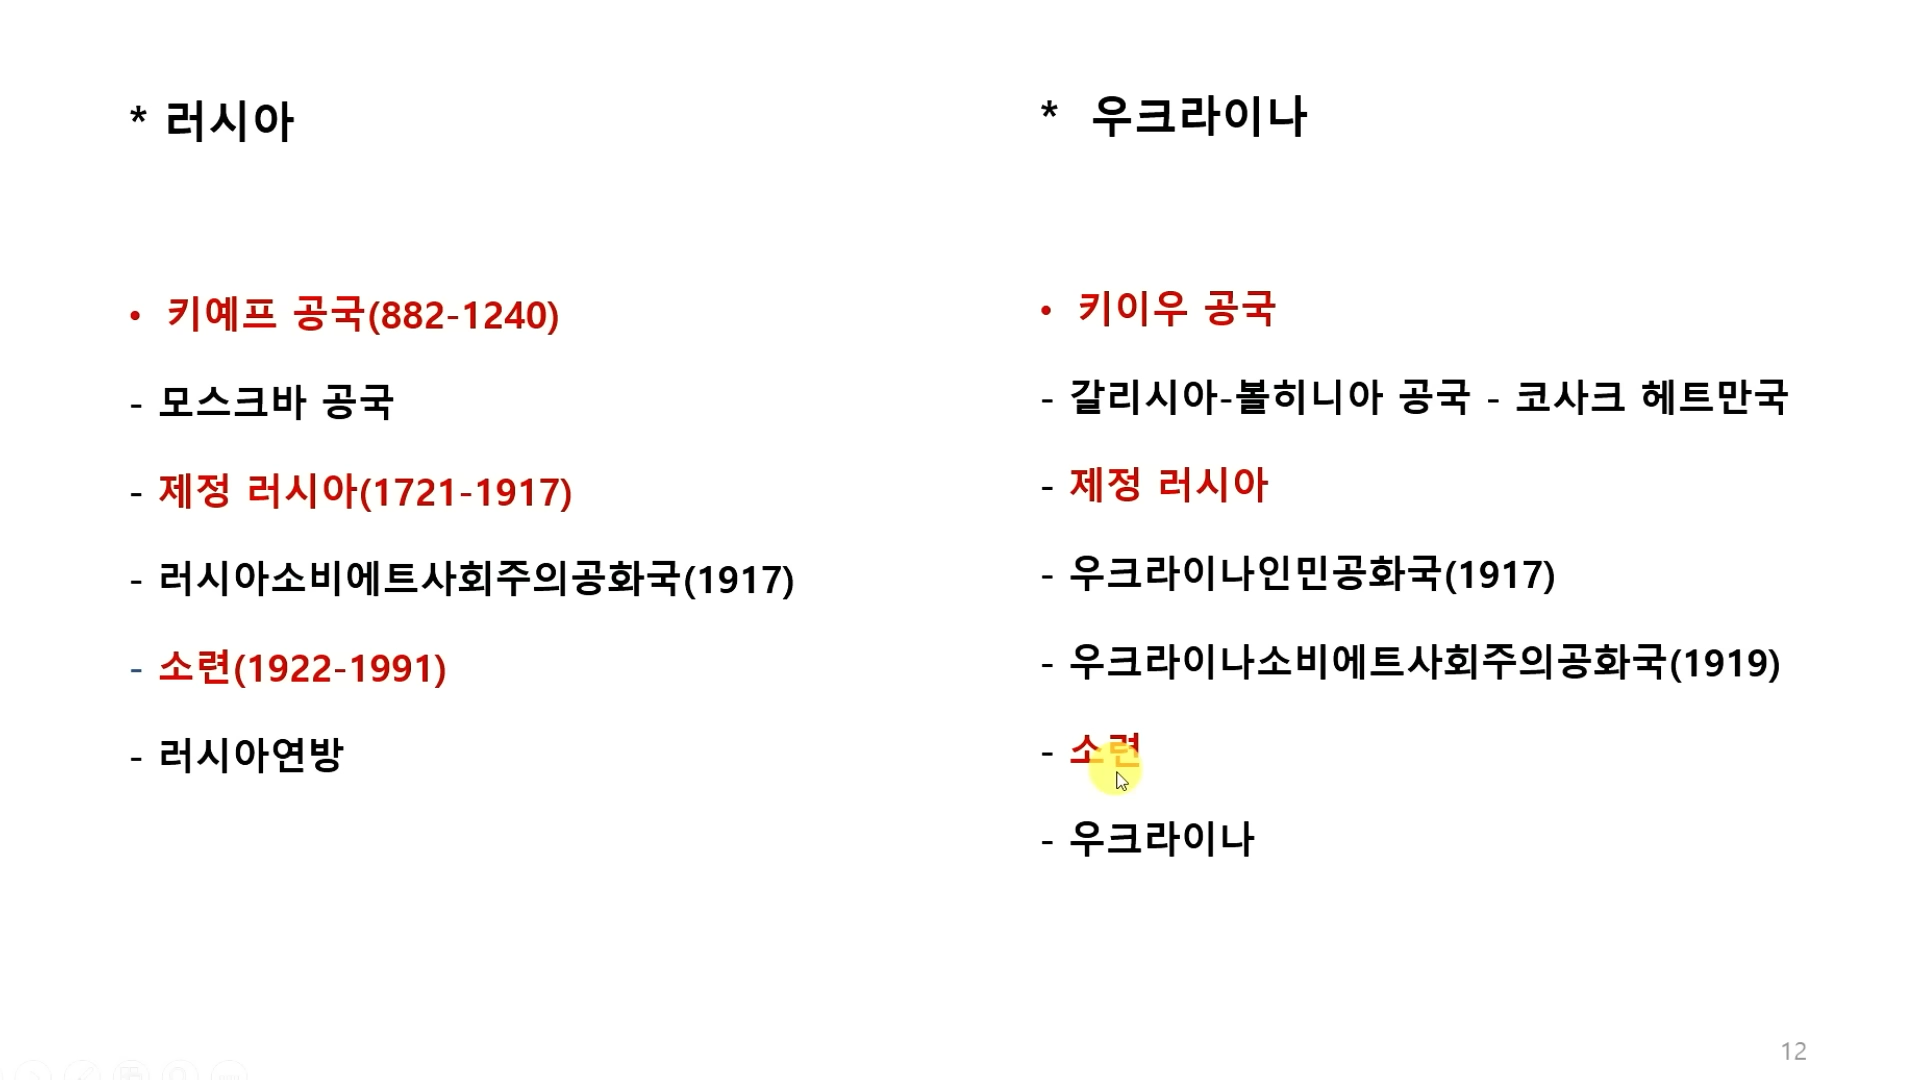 * 러시아
• 키예프 공국(882-1240)
- 모스크바 공국
- 제정 러시아(1721-1917)
- 러시아소비에트사회주의공화국(1917)
- 소련(1922-1991)
- 러시아연방
* 우크라이나
• 키이우 공국
- 갈리시아-볼히니아 공국 - 코사크 헤트만국
- 제정 러시아
- 우크라이나인민공화국(1917)
- 우크라이나소비에트사회주의공화국(1919)
- 소련
- 우크라이나
12